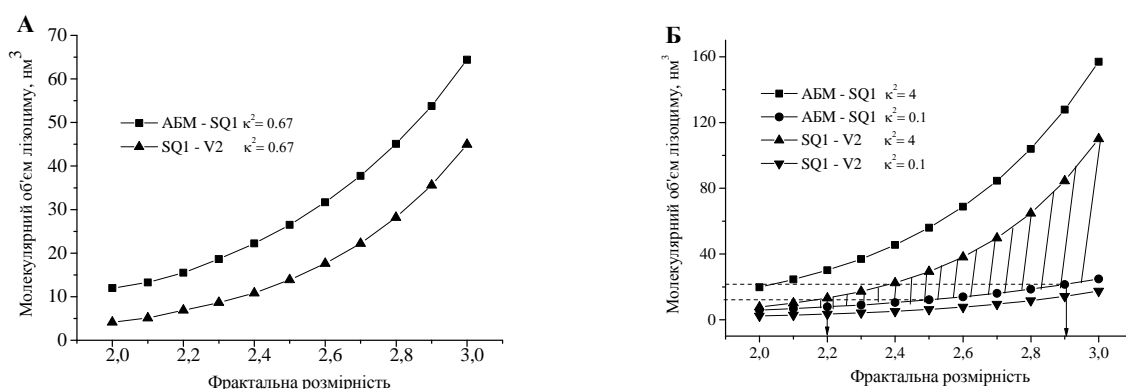 А
Молекулярний об'єм лізоциму, нм³
70
60
50
40
30
20
10
0
АБМ - SQ1 κ²= 0.67
SQ1 - V2 κ²= 0.67
2,0 2,2 2,4 2,6 2,8 3,0
Фрактальна розмірність
Б
Молекулярний об'єм лізоциму, нм³
160
120
80
40
0
АБМ - SQ1 κ²= 4
АБМ - SQ1 κ²= 0.1
SQ1 - V2 κ²= 4
SQ1 - V2 κ²= 0.1
2,0 2,2 2,4 2,6 2,8 3,0
Фрактальна розмірність